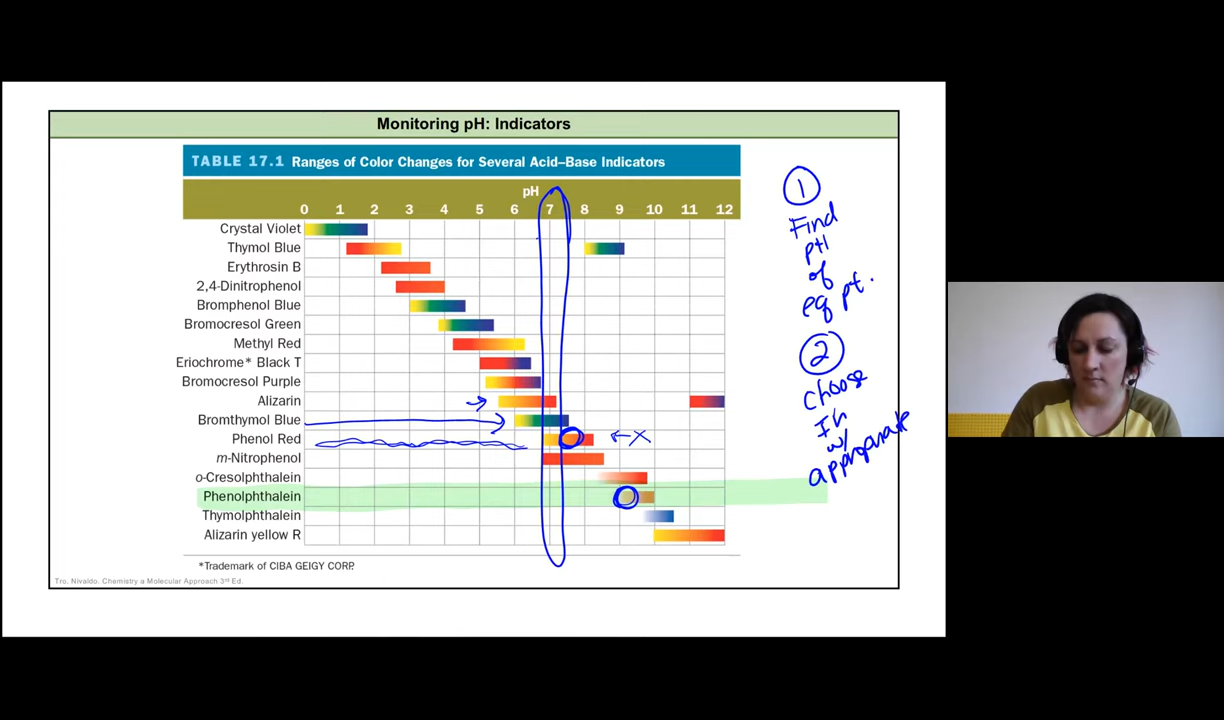 Monitoring pH: Indicators
TABLE 17.1 Ranges of Color Changes for Several Acid–Base Indicators
pH
0 1 2 3 4 5 6 7 8 9 10 11 12
Crystal Violet
Thymol Blue
Erythrosin B
2,4-Dinitrophenol
Bromphenol Blue
Bromocresol Green
Methyl Red
Eriochrome* Black T
Bromocresol Purple
Alizarin
Bromthymol Blue
Phenol Red
m-Nitrophenol
o-Cresolphthalein
Phenolphthalein
Thymolphthalein
Alizarin yellow R
*Trademark of CIBA GEIGY CORP.
Tro, Nivaldo. Chemistry a Molecular Approach 3rd Ed.
1
Find
pH
of
eq pt.
2
choose
In
w/
appropriate
X